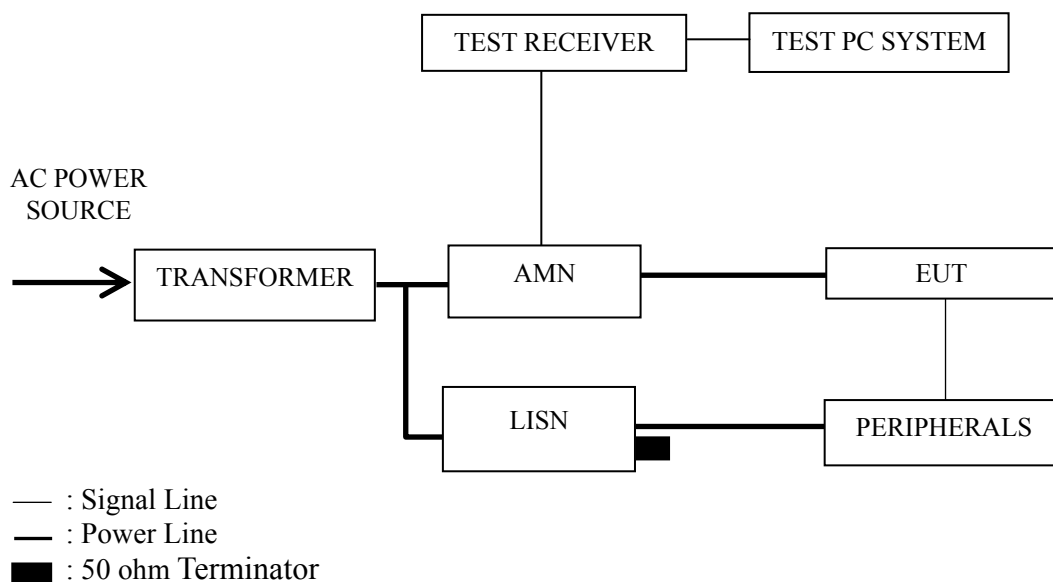 TEST RECEIVER
TEST PC SYSTEM
AC POWER
SOURCE
TRANSFORMER
AMN
EUT
LISN
PERIPHERALS
: Signal Line
: Power Line
: 50 ohm Terminator